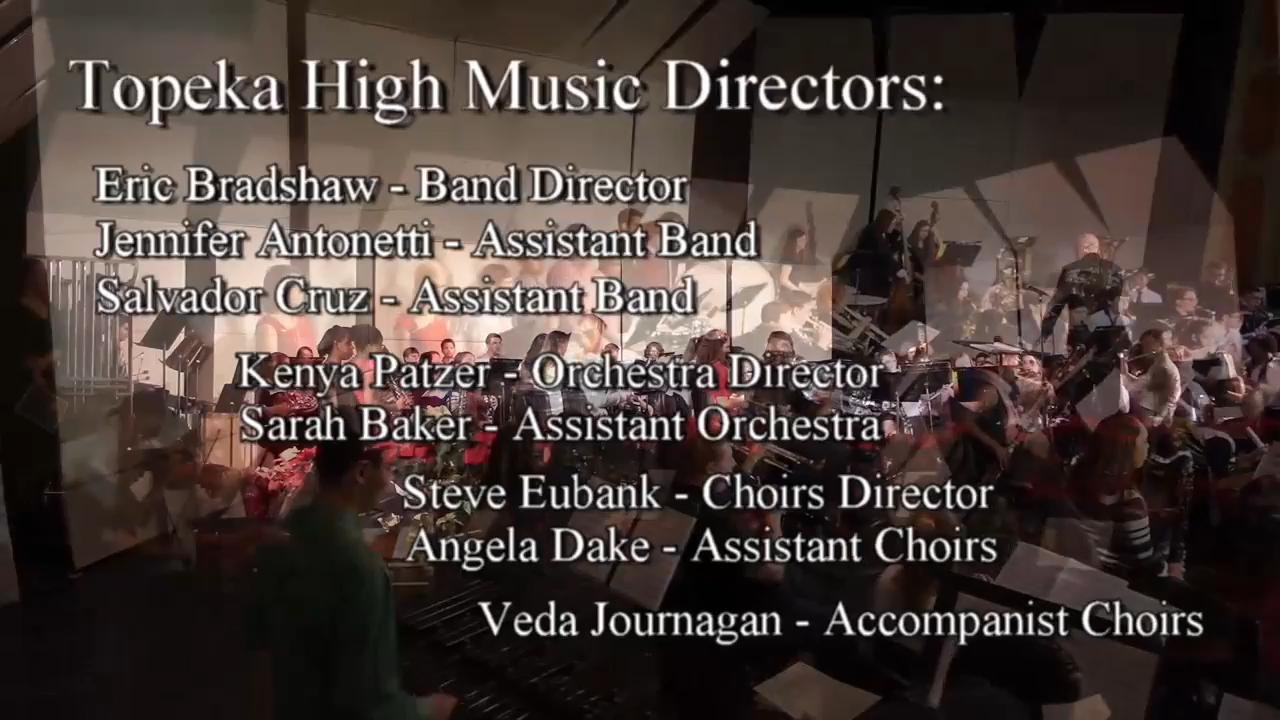 Topeka High Music Directors:
Eric Bradshaw - Band Director
Jennifer Antonetti - Assistant Band
Salvador Cruz - Assistant Band
Kenya Patzer - Orchestra Director
Sarah Baker - Assistant Orchestra
Steve Eubank - Choirs Director
Angela Dake - Assistant Choirs
Veda Journagan - Accompanist Choirs